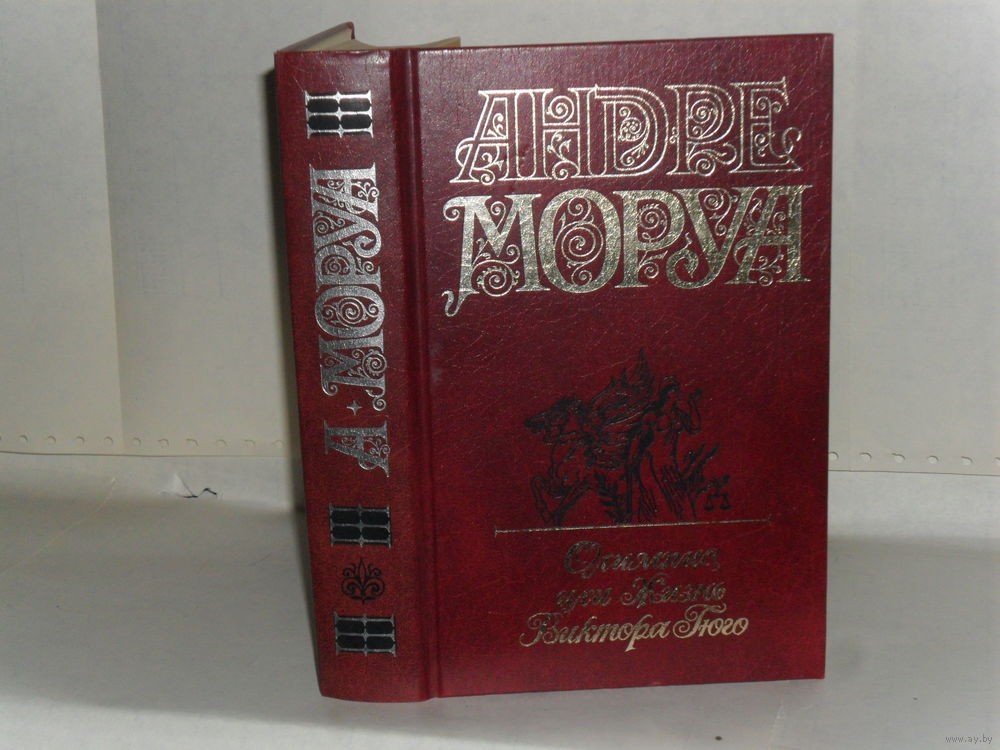 А. МОРУА
АНДРЕ
МОРУА
Олимпио,
или Жизнь
Виктора Гюго
www.ay.by